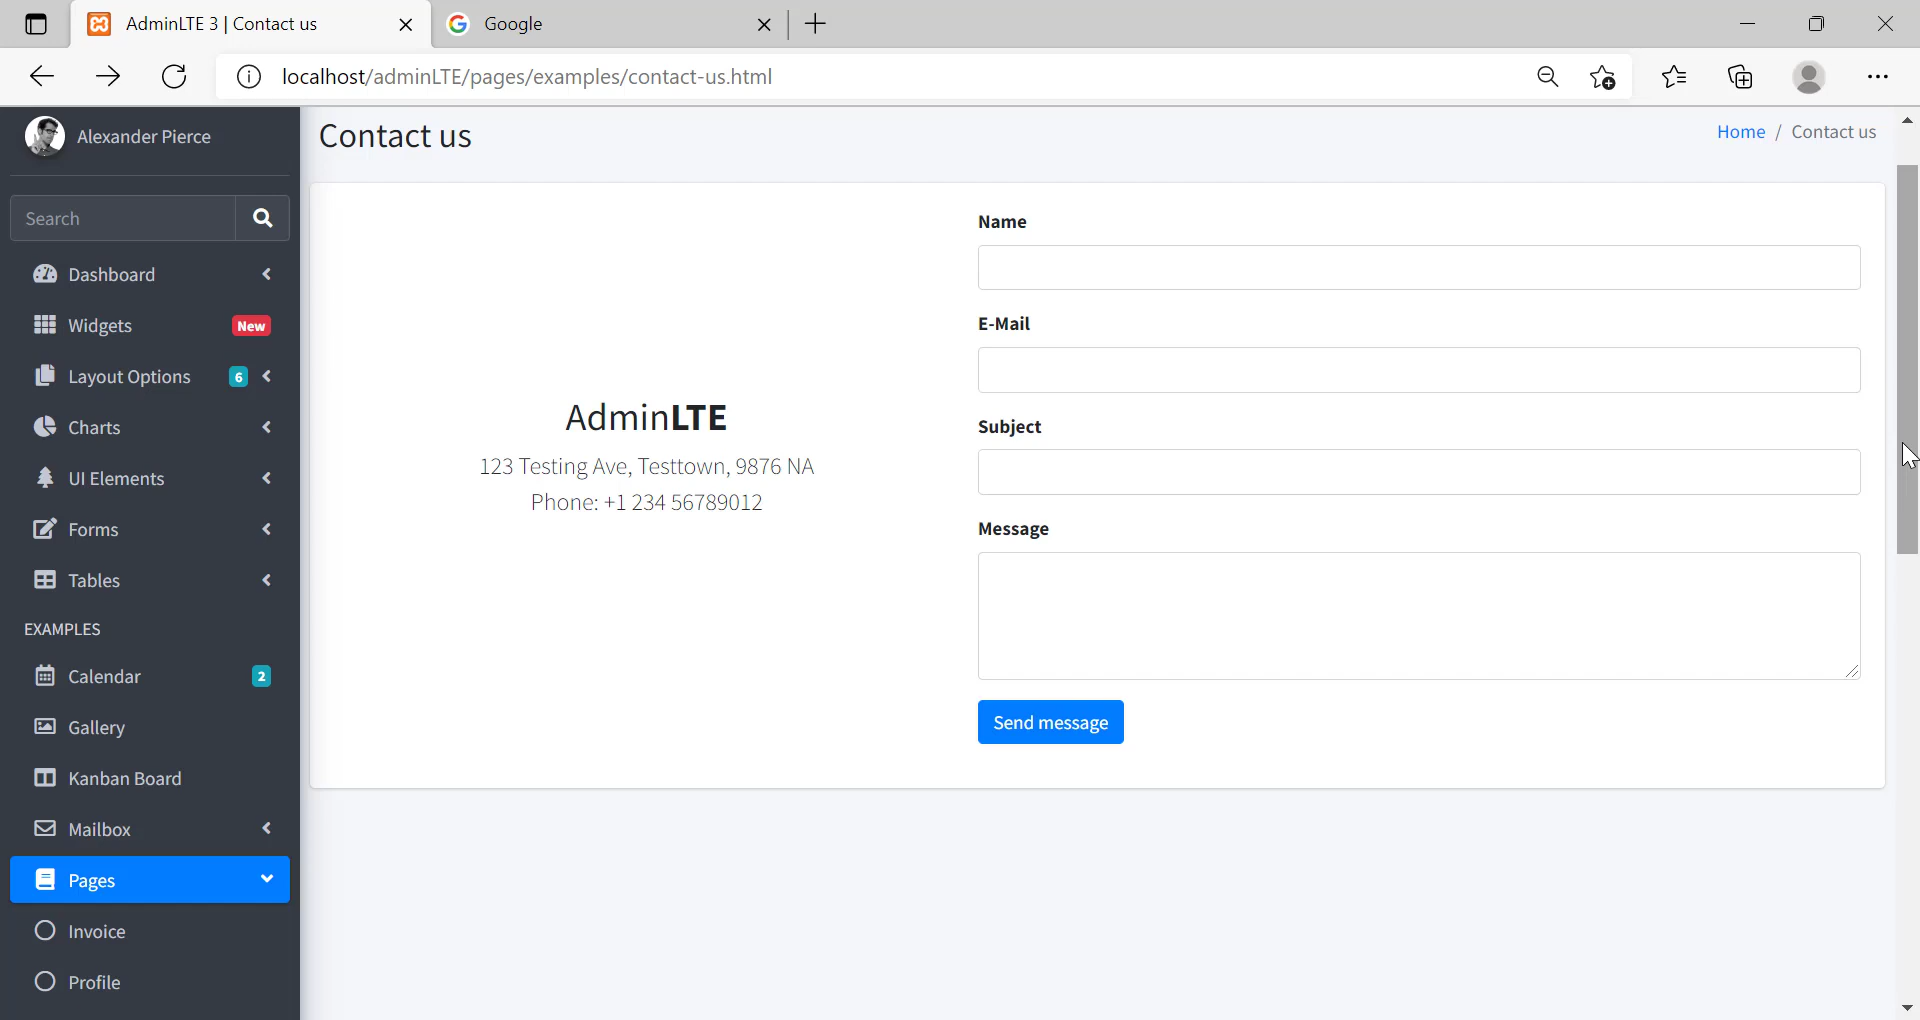 AdminLTE 3 | Contact us
Google
localhost/adminLTE/pages/examples/contact-us.html
Alexander Pierce
Search
Dashboard
Widgets New
Layout Options 6
Charts
UI Elements
Forms
Tables
EXAMPLES
Calendar 2
Gallery
Kanban Board
Mailbox
Pages
Invoice
Profile
Contact us
Home / Contact us
AdminLTE
123 Testing Ave, Testtown, 9876 NA
Phone: +1 234 56789012
Name
E-Mail
Subject
Message
Send message